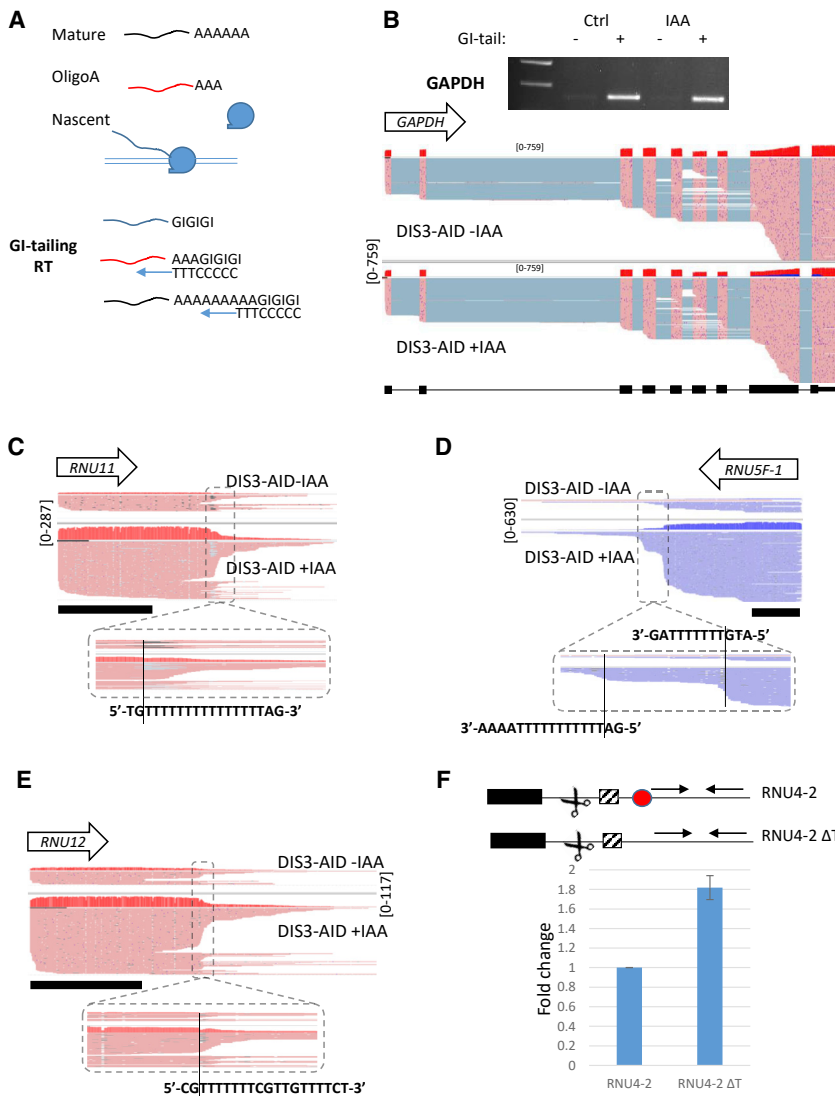 A
Mature
AAAAAA
OligoA
AAA
Nascent
GIGIGI
GI-tailing
RT
AAAGIGIGI
TTTCCCCC
AAAAAAAAAGIGIGI
TTTCCCCC
B
Ctrl
IAA
GI-tail:
-
+
-
+
GAPDH
GAPDH
[0-759]
DIS3-AID -IAA
[0-759]
[0-759]
DIS3-AID +IAA
C
RNU11
DIS3-AID-IAA
[0-287]
DIS3-AID +IAA
5’-TGTTTTTTTTTTTTTTTTAG-3’
D
RNU5F-1
DIS3-AID -IAA
[0-630]
DIS3-AID +IAA
3’-GATTTTTTTGTA-5’
3’-AAAATTTTTTTTTTTAG-5’
E
RNU12
DIS3-AID -IAA
[0-117]
DIS3-AID +IAA
5’-CGTTTTTTTCGTTGTTTTCT-3’
F
RNU4-2
RNU4-2 ΔT
Fold change
2
1.8
1.6
1.4
1.2
1
0.8
0.6
0.4
0.2
0
RNU4-2
RNU4-2 ΔT